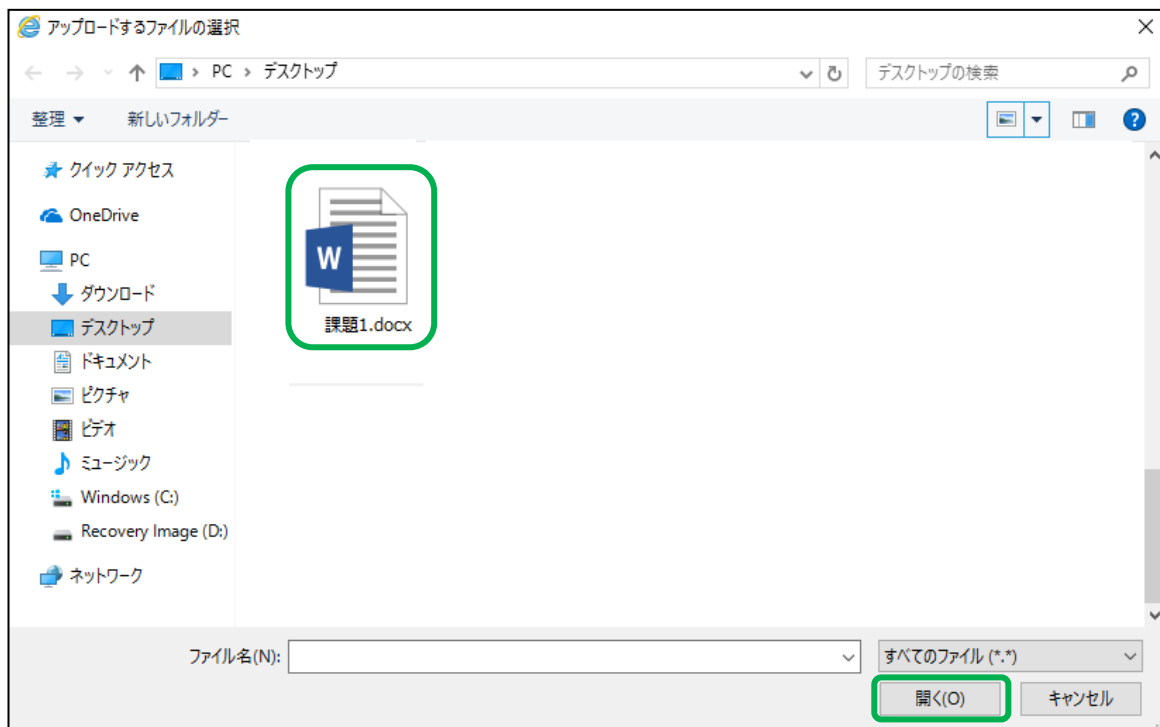 アップロードするファイルの選択
PC > デスクトップ
デスクトップの検索
整理
新しいフォルダー
クイック アクセス
OneDrive
PC
ダウンロード
デスクトップ
ドキュメント
ピクチャ
ビデオ
ミュージック
Windows (C:)
Recovery Image (D:)
ネットワーク
W
課題1.docx
ファイル名(N):
すべてのファイル (*.*)
開く(O)
キャンセル